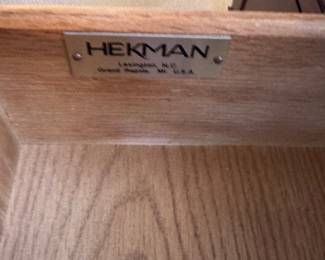 HEKMAN
Lexington, N.C.
Grand Rapids, MI. U.S.A.